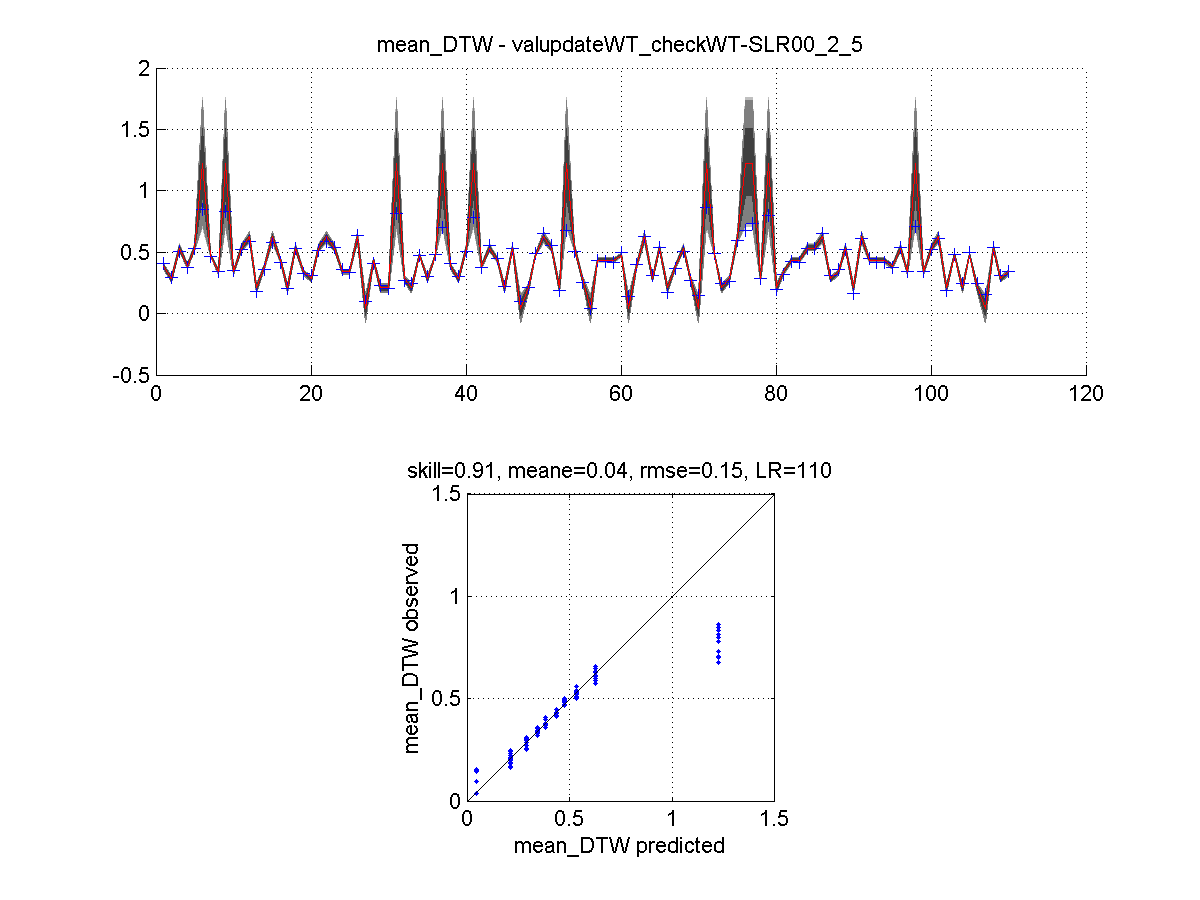 mean_DTW - valupdateWT_checkWT-SLR00_2_5
2
1.5
1
0.5
0
-0.5
0 20 40 60 80 100 120
skill=0.91, meane=0.04, rmse=0.15, LR=110
mean_DTW observed
1.5
1
0.5
0
0 0.5 1 1.5
mean_DTW predicted